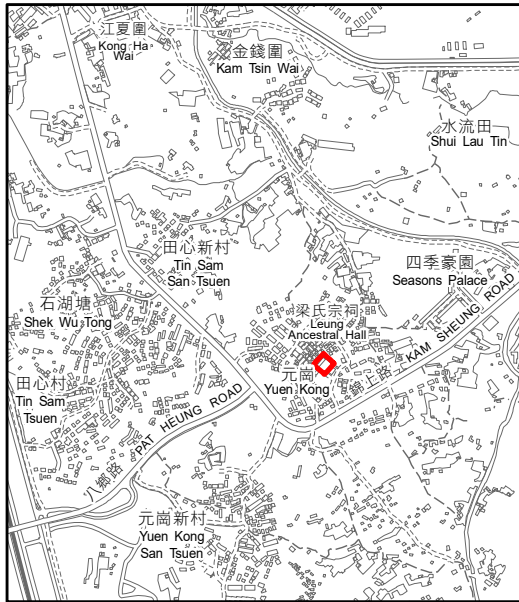 江夏圍
Kong Ha
Wai
金錢圍
Kam Tsin Wai
水流田
Shui Lau Tin
田心新村
Tin Sam
San Tsuen
四季豪園
Seasons Palace
石湖塘
Shek Wu Tong
梁氏宗祠
Leung
Ancestral Hall
錦上路 KAM SHEUNG ROAD
田心村
Tin Sam
Tsuen
元崗
Yuen Kong
八鄉路 PAT HEUNG ROAD
元崗新村
Yuen Kong
San Tsuen